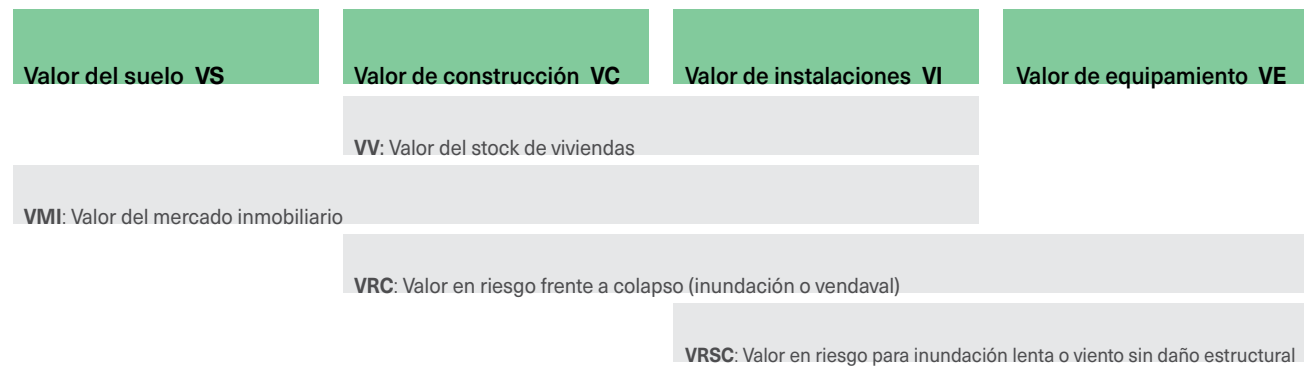 Valor del suelo VS
Valor de construcción VC
Valor de instalaciones VI
Valor de equipamiento VE
VV: Valor del stock de viviendas
VMI: Valor del mercado inmobiliario
VRC: Valor en riesgo frente a colapso (inundación o vendaval)
VRSC: Valor en riesgo para inundación lenta o viento sin daño estructural